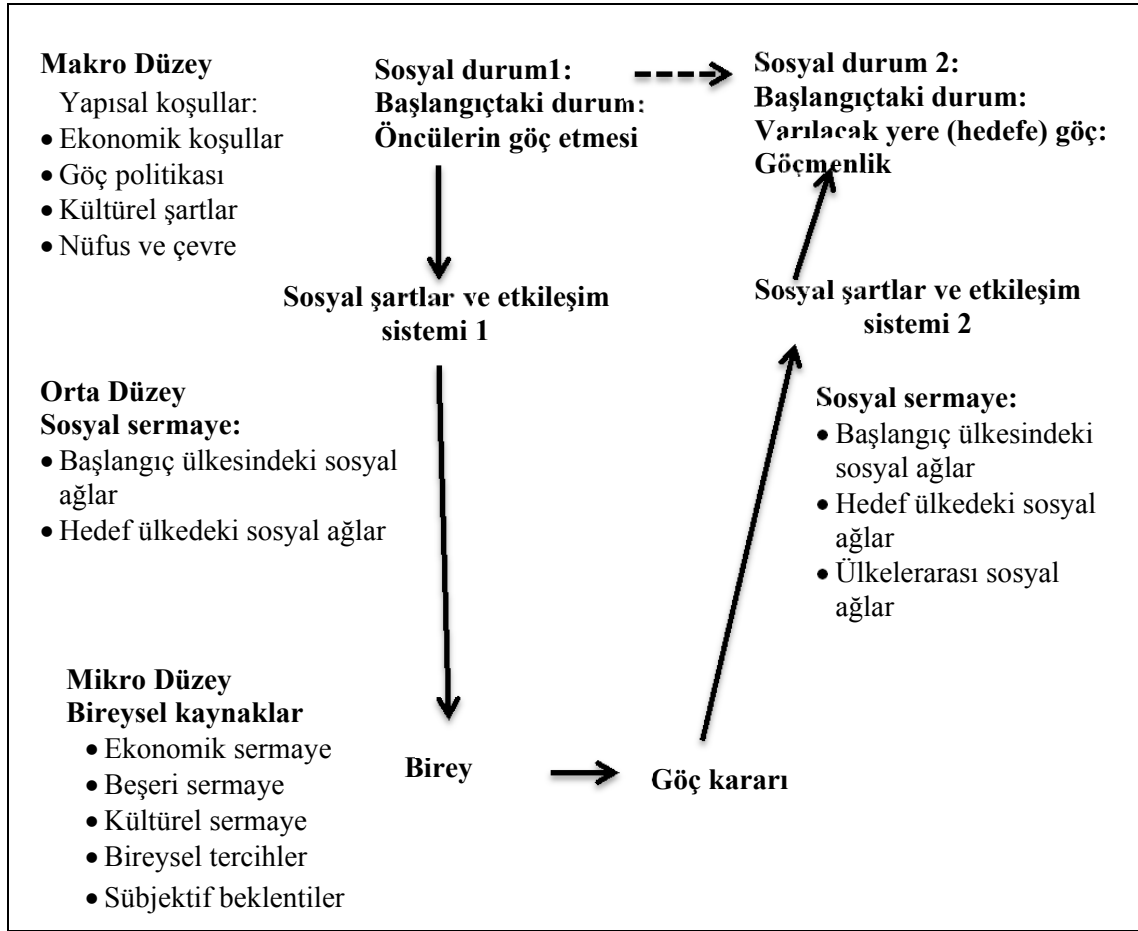 Makro Düzey
Yapısal koşullar:
• Ekonomik koşullar
• Göç politikası
• Kültürel şartlar
• Nüfus ve çevre
Sosyal durum1:
Başlangıçtaki durum:
Öncülerin göç etmesi
Sosyal durum 2:
Başlangıçtaki durum:
Varılacak yere (hedefe) göç:
Göçmenlik
Sosyal şartlar ve etkileşim
sistemi 1
Sosyal şartlar ve etkileşim
sistemi 2
Orta Düzey
Sosyal sermaye:
• Başlangıç ülkesindeki sosyal
ağlar
• Hedef ülkedeki sosyal ağlar
Sosyal sermaye:
• Başlangıç ülkesindeki
sosyal ağlar
• Hedef ülkedeki sosyal
ağlar
• Ülkelerarası sosyal
ağlar
Mikro Düzey
Bireysel kaynaklar
• Ekonomik sermaye
• Beşeri sermaye
• Kültürel sermaye
• Bireysel tercihler
• Sübjektif beklentiler
Birey
Göç kararı